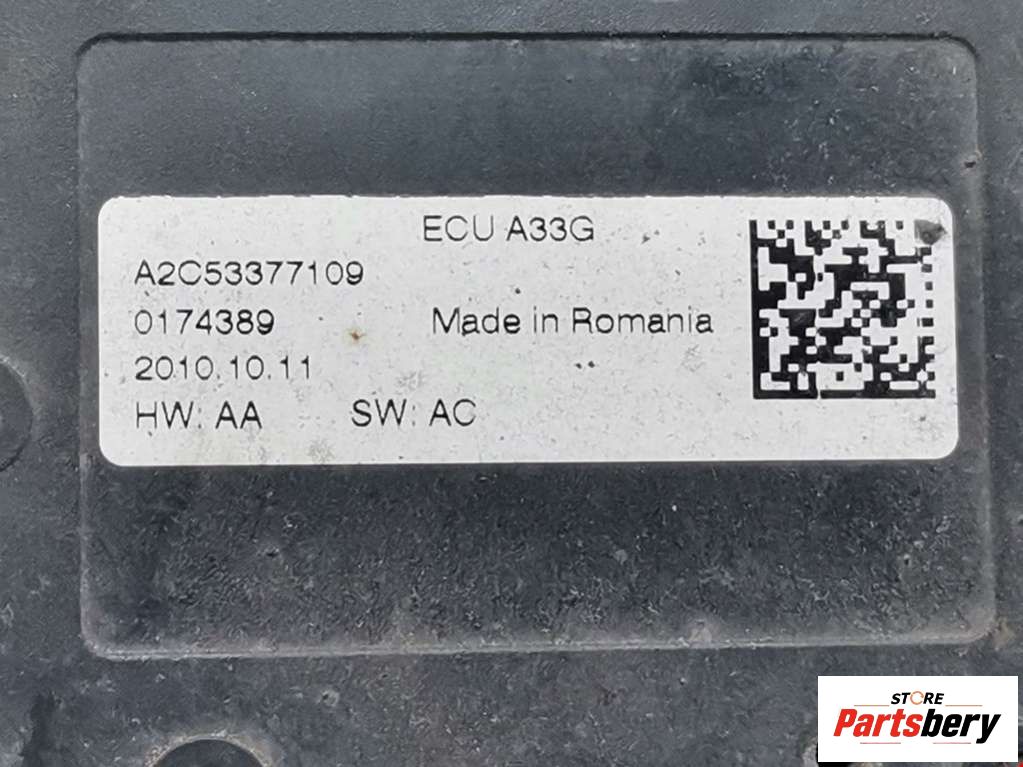 ECU A33G
A2C53377109
0174389 Made in Romania
2010.10.11
HW: AA SW: AC
STORE
Partsbery